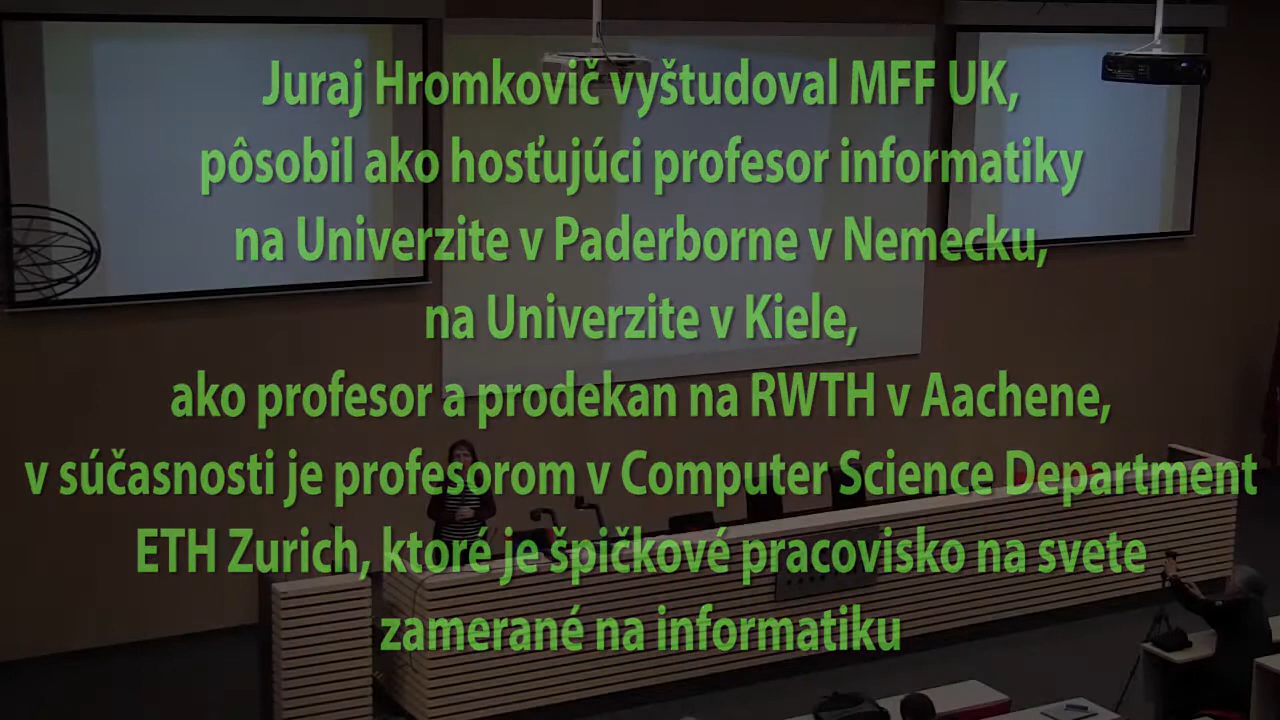 Juraj Hromkovič vyštudoval MFF UK,
pôsobil ako hosťujúci profesor informatiky
na Univerzite v Paderborne v Nemecku,
na Univerzite v Kiele,
ako profesor a prodekan na RWTH v Aachene,
v súčasnosti je profesorom v Computer Science Department
ETH Zurich, ktoré je špičkové pracovisko na svete
zamerané na informatiku